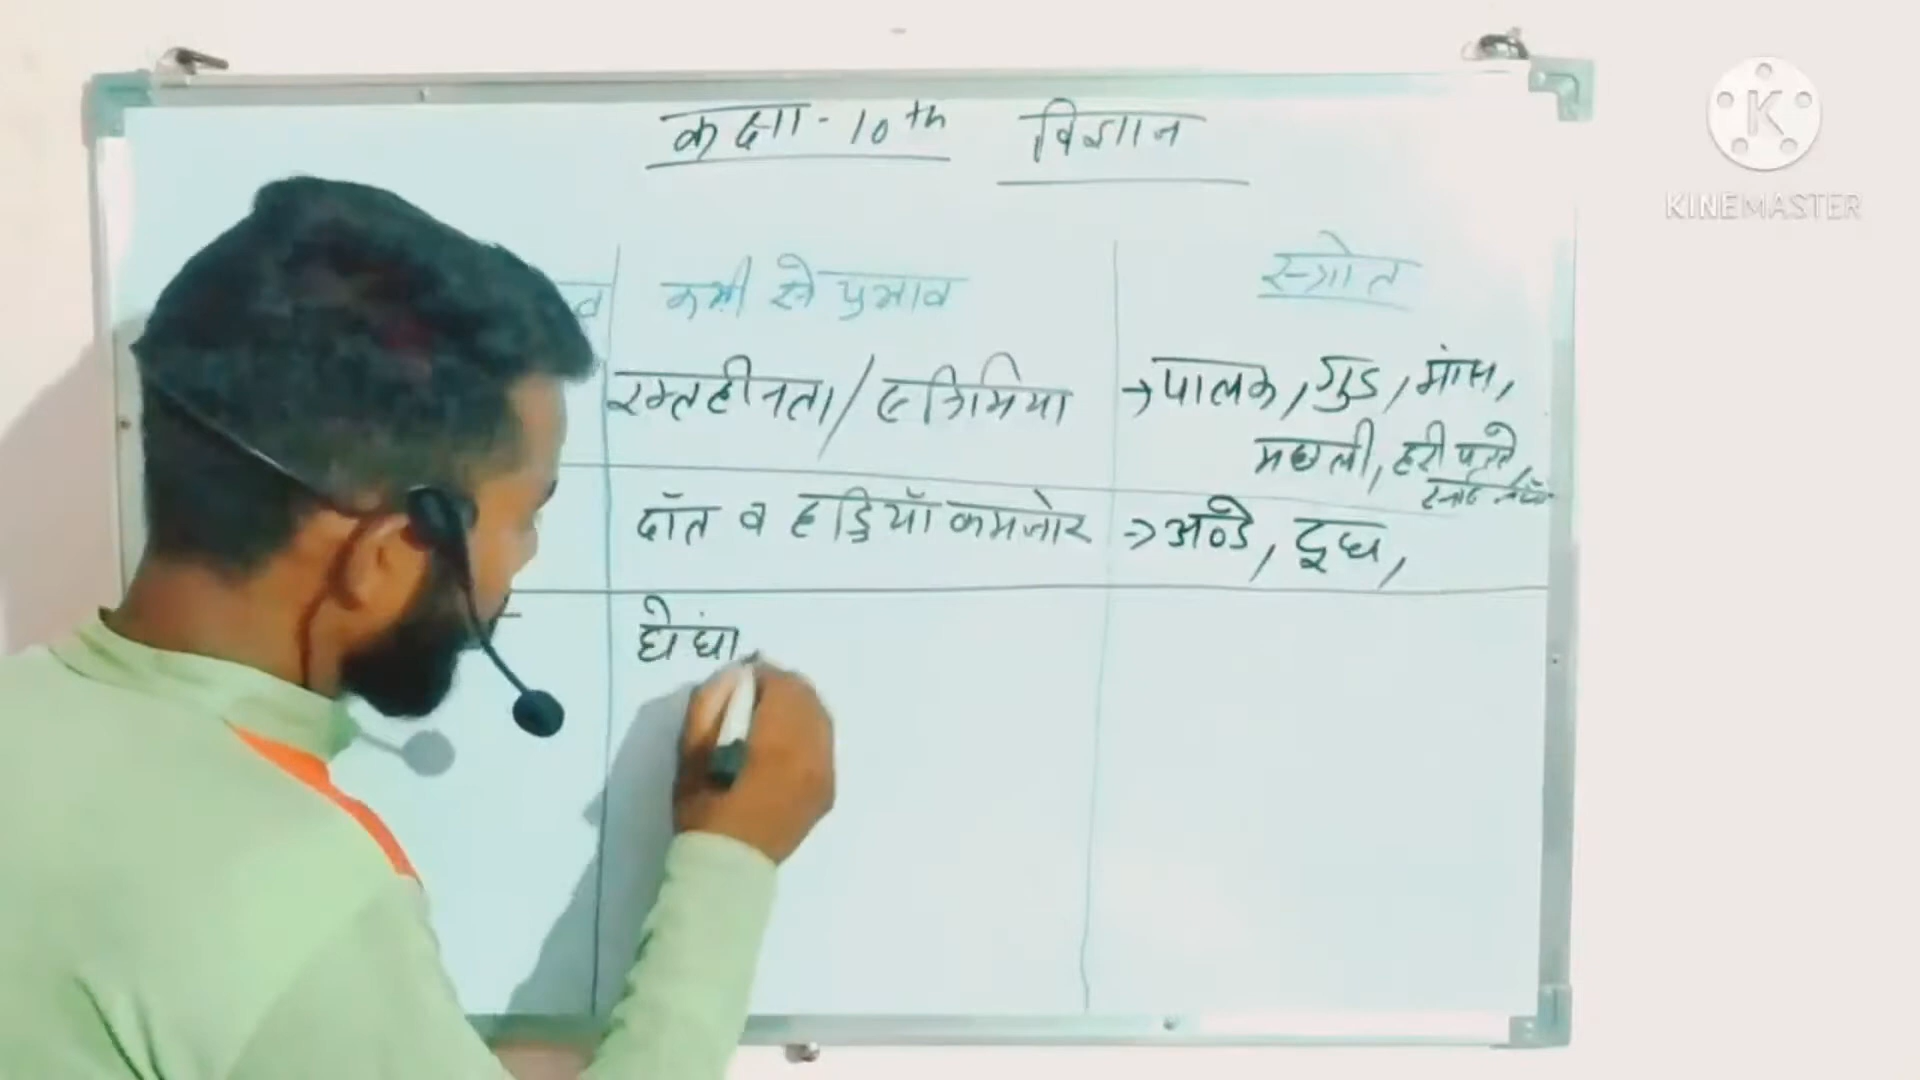 कक्षा - 10th विज्ञान
कमी से प्रभाव
स्त्रोत
रक्तहीनता / एनिमिया
→ पालक, गुड, मांस,
मछली, हरी पत्ते,
दाँत व हड्डियाँ कमजोर
→ अण्डे, दूध,
घेंघा
KINEMASTER